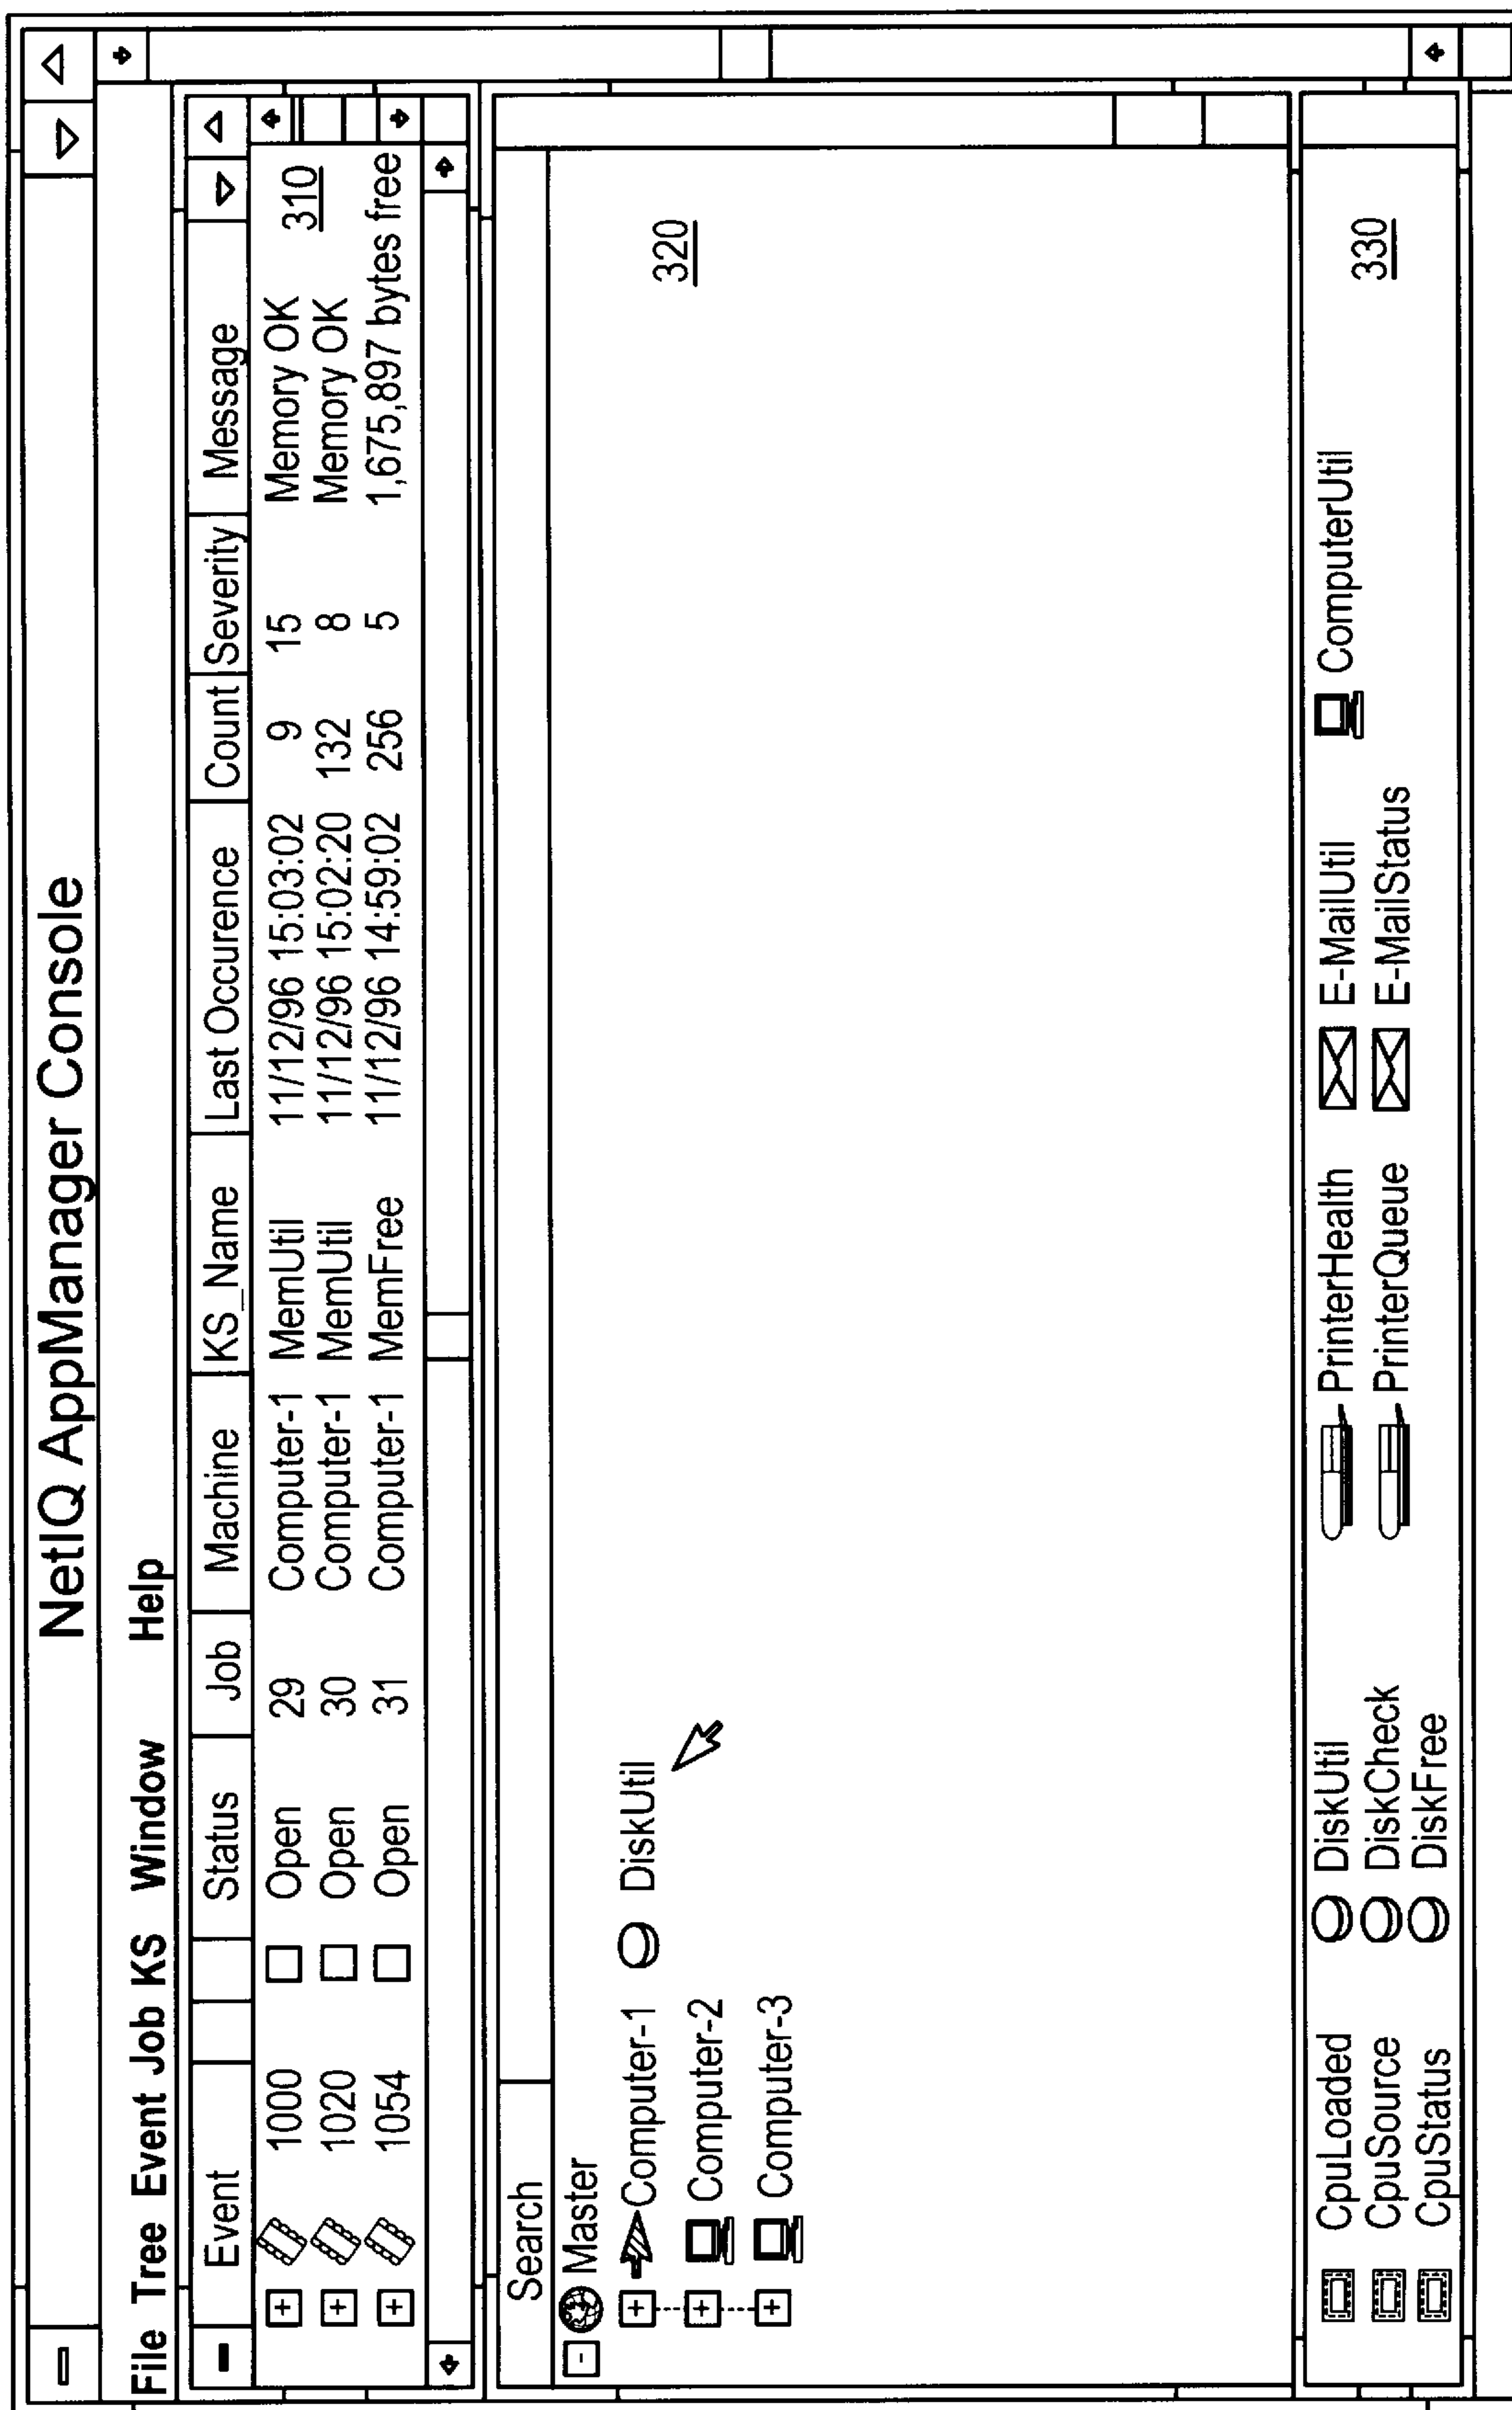 NetIQ AppManager Console
File Tree Event Job KS Window Help
Event Status Job Machine KS_Name Last Occurence Count Severity Message
1000 Open 29 Computer-1 MemUtil 11/12/96 15:03:02 9 15 Memory OK
310
1020 Open 30 Computer-1 MemUtil 11/12/96 15:02:20 132 8 Memory OK
1054 Open 31 Computer-1 MemFree 11/12/96 14:59:02 256 5 1,675,897 bytes free
Search
Master
Computer-1 DiskUtil
320
Computer-2
Computer-3
CpuLoaded DiskUtil PrinterHealth E-MailUtil ComputerUtil
CpuSource DiskCheck PrinterQueue E-MailStatus
330
CpuStatus DiskFree